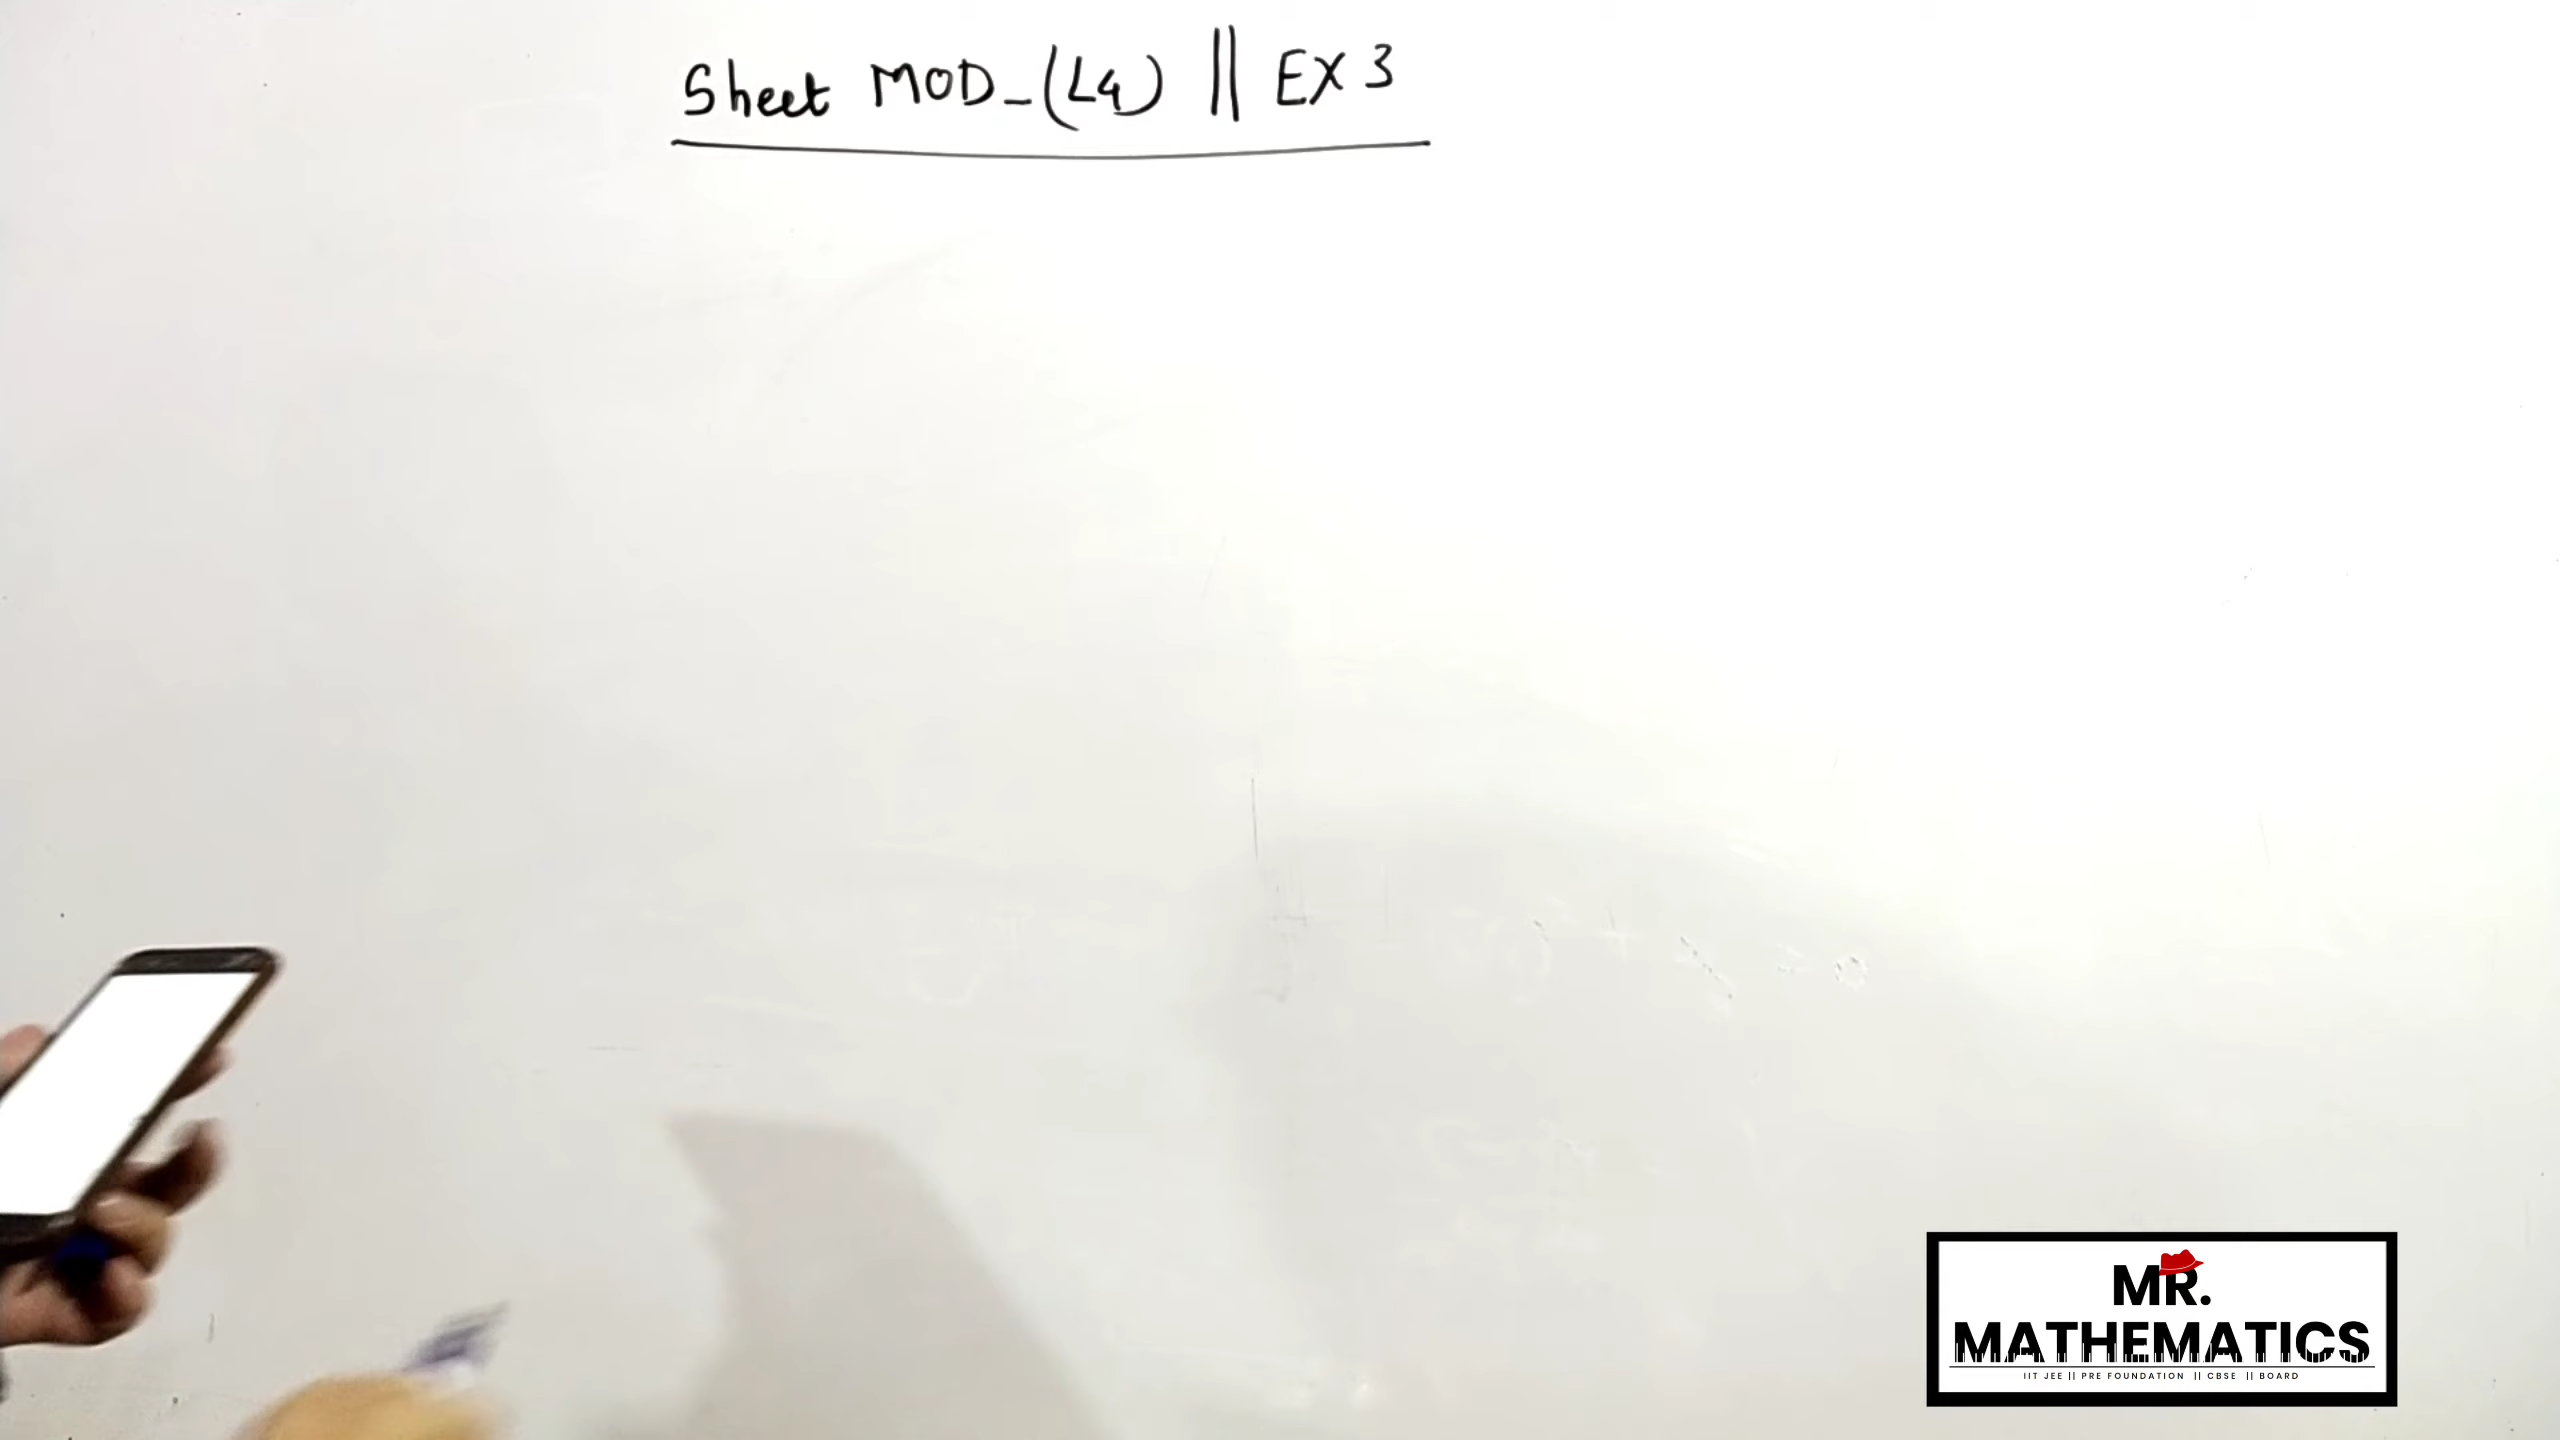 Sheet MOD_(L4) || EX 3
MR.
MATHEMATICS
IIT JEE || PRE FOUNDATION || CBSE || BOARD